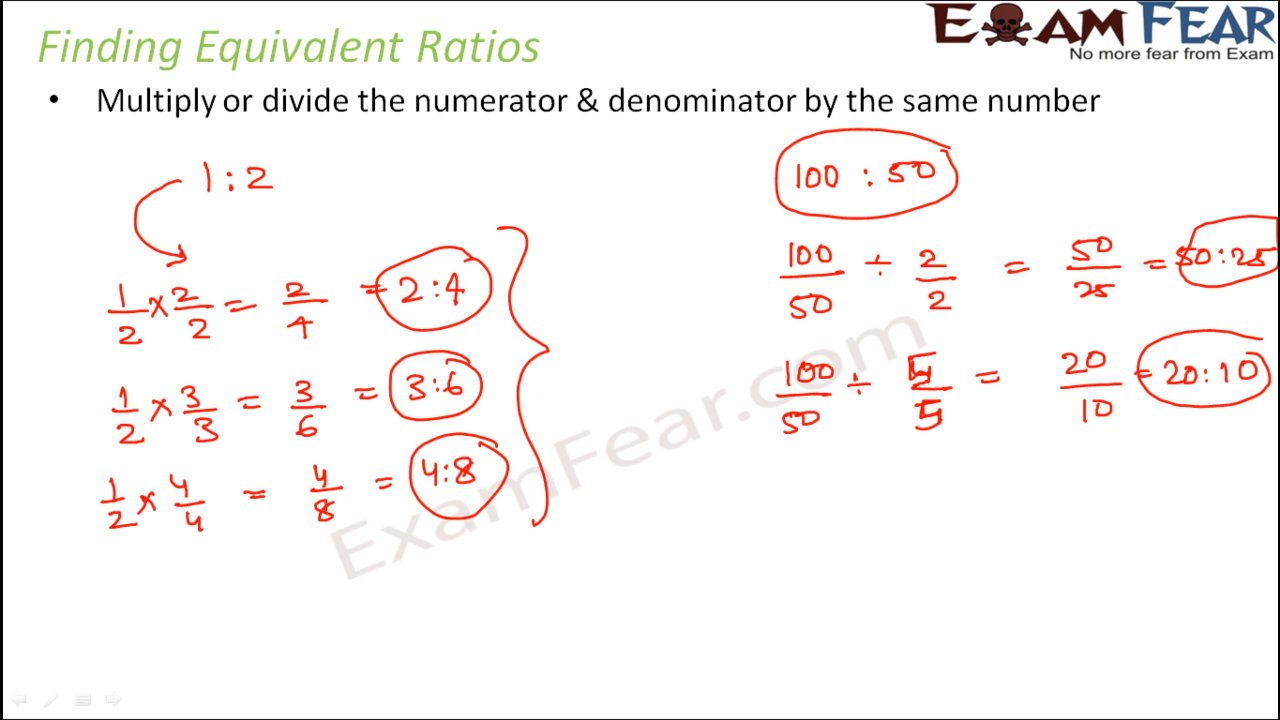 Finding Equivalent Ratios
EXAM FEAR
No more fear from Exam
• Multiply or divide the numerator & denominator by the same number
1 : 2
1/2 × 2/2 = 2/4 = 2:4
1/2 × 3/3 = 3/6 = 3:6
1/2 × 4/4 = 4/8 = 4:8
100 : 50
100/50 ÷ 2/2 = 50/25 = 50:25
100/50 ÷ 5/5 = 20/10 = 20:10
ExamFear.com